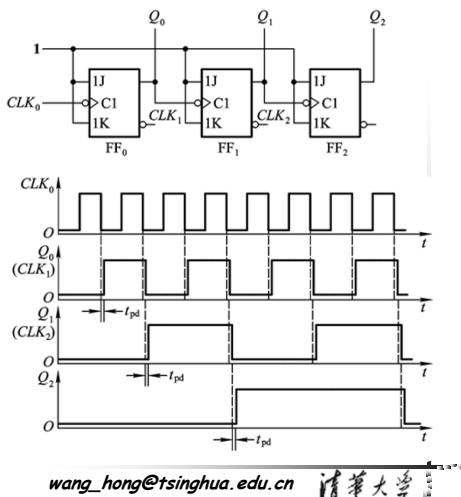 Q₀ Q₁ Q₂
1
1J 1J 1J
CLK₀ C1 CLK₁ C1 CLK₂ C1
1K 1K 1K
FF₀ FF₁ FF₂
CLK₀
O t
Q₀
(CLK₁)
O t
tpd
Q₁
(CLK₂)
O t
tpd
Q₂
O t
tpd
wang_hong@tsinghua.edu.cn 清華大学